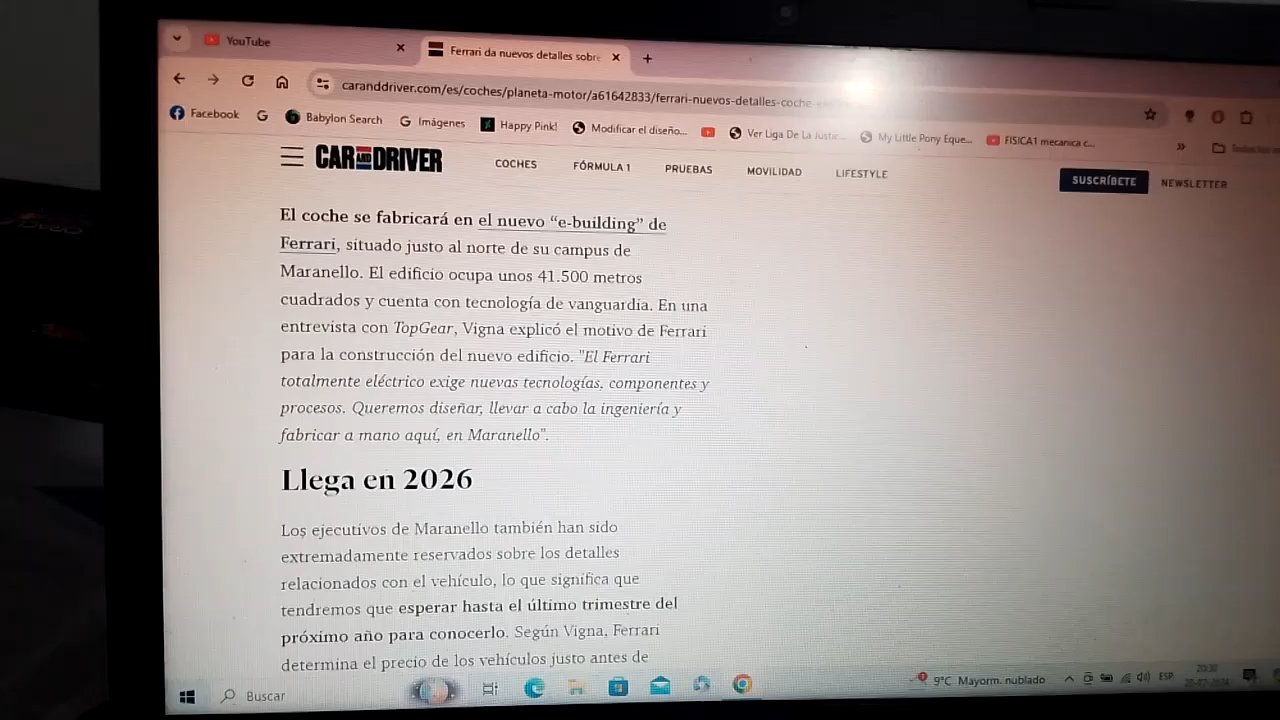 YouTube
Ferrari da nuevos detalles sobre
caranddriver.com/es/coches/planeta-motor/a61642833/ferrari-nuevos-detalles-coche-
Facebook
Babylon Search
Imágenes
Happy Pink!
Modificar el diseño...
Ver Liga De La Justic...
My Little Pony Eque...
FISICA1 mecanica c...
CAR AND DRIVER
COCHES
FÓRMULA 1
PRUEBAS
MOVILIDAD
LIFESTYLE
SUSCRÍBETE
NEWSLETTER
El coche se fabricará en el nuevo “e-building” de
Ferrari, situado justo al norte de su campus de
Maranello. El edificio ocupa unos 41.500 metros
cuadrados y cuenta con tecnología de vanguardia. En una
entrevista con TopGear, Vigna explicó el motivo de Ferrari
para la construcción del nuevo edificio. "El Ferrari
totalmente eléctrico exige nuevas tecnologías, componentes y
procesos. Queremos diseñar, llevar a cabo la ingeniería y
fabricar a mano aquí, en Maranello".
Llega en 2026
Los ejecutivos de Maranello también han sido
extremadamente reservados sobre los detalles
relacionados con el vehículo, lo que significa que
tendremos que esperar hasta el último trimestre del
próximo año para conocerlo. Según Vigna, Ferrari
determina el precio de los vehículos justo antes de
Buscar
9°C Mayorm. nublado
ESP
20:30